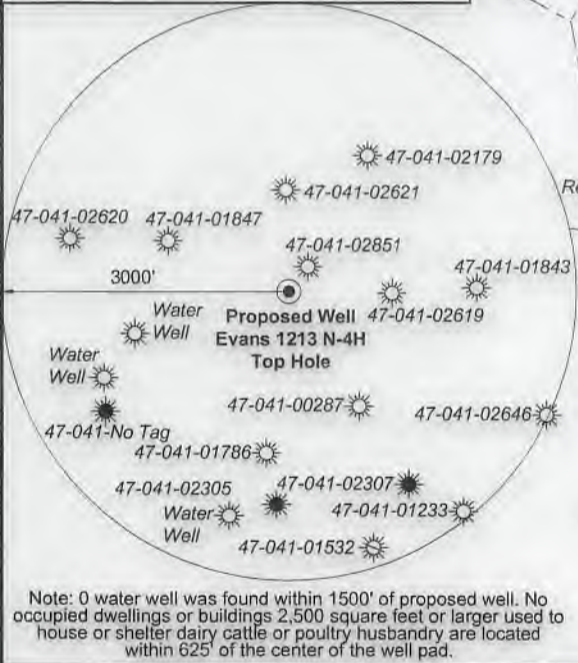 47-041-02179
47-041-02621
Re
47-041-02620 47-041-01847
47-041-02851
47-041-01843
3000'
Water
Well
Proposed Well
47-041-02619
Evans 1213 N-4H
Top Hole
Water
Well
47-041-00287
47-041-02646
47-041-No Tag
47-041-01786
47-041-02305
47-041-02307
Water
Well
47-041-01233
47-041-01532
Note: 0 water well was found within 1500' of proposed well. No
occupied dwellings or buildings 2,500 square feet or larger used to
house or shelter dairy cattle or poultry husbandry are located
within 625' of the center of the well pad.